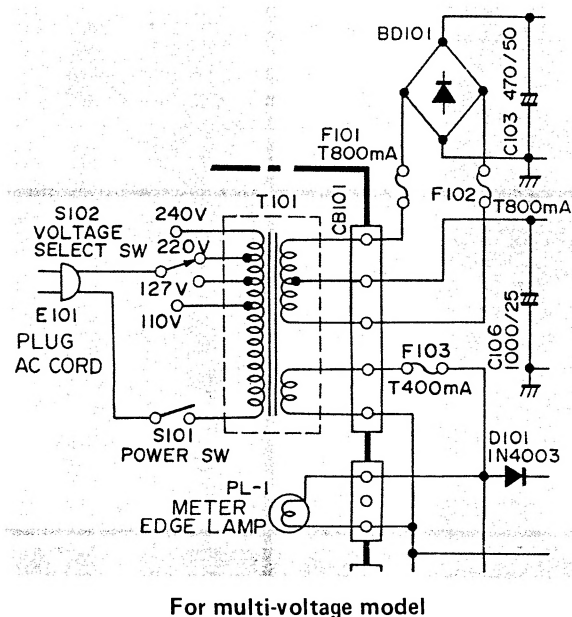 BD101
C103 470/50
F101
T800mA
F102
T800mA
CB101
T101
S102
VOLTAGE
SELECT SW
240V
220V
127V
110V
E101
PLUG
AC CORD
S101
POWER SW
C106
1000/25
F103
T400mA
D101
1N4003
PL-1
METER
EDGE LAMP
For multi-voltage model